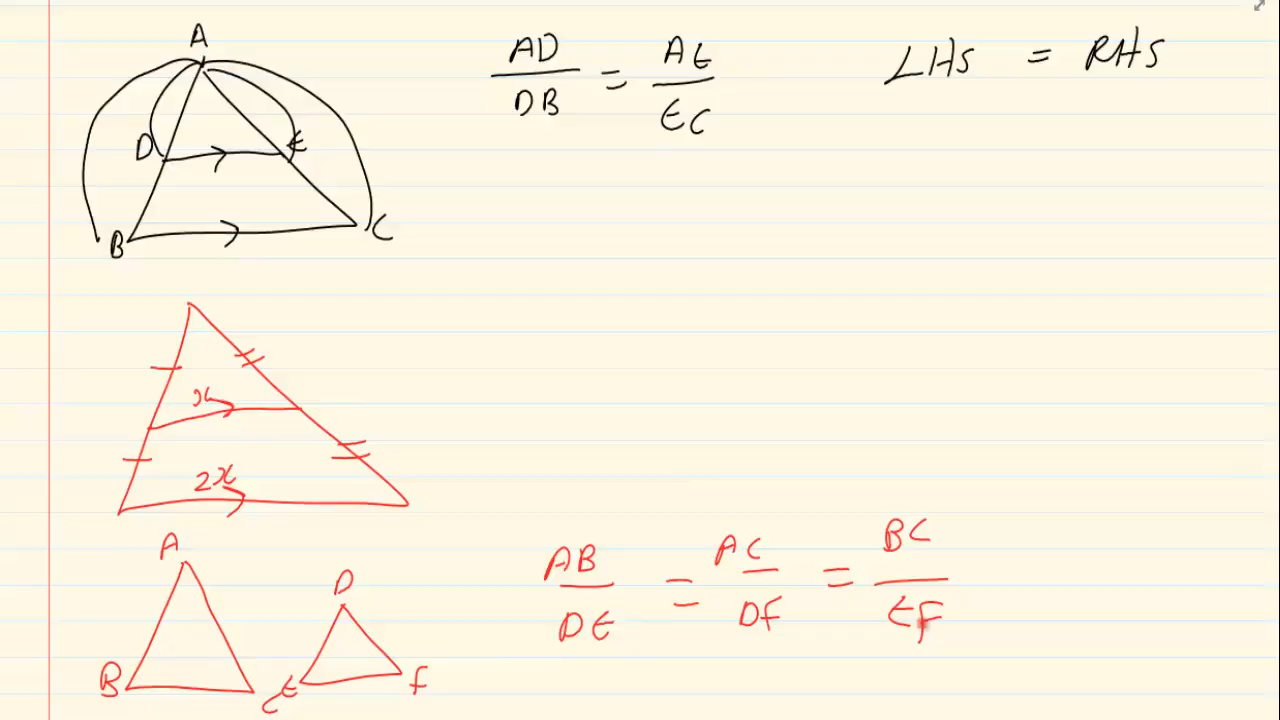 A
AD/DB = AE/EC
LHS = RHS
D E
B C
x
2x
A
D
B C E F
AB/DE = AC/DF = BC/EF